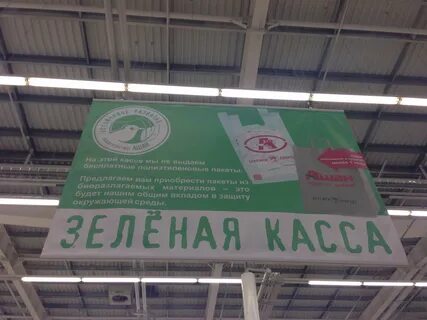 На этой кассе мы не выдаём
бесплатные полиэтиленовые пакеты.
Предлагаем вам приобрести пакеты из
биоразлагаемых материалов – это
будет нашим общим вкладом в защиту
окружающей среды.
Ашан
ЗЕЛЁНАЯ КАССА